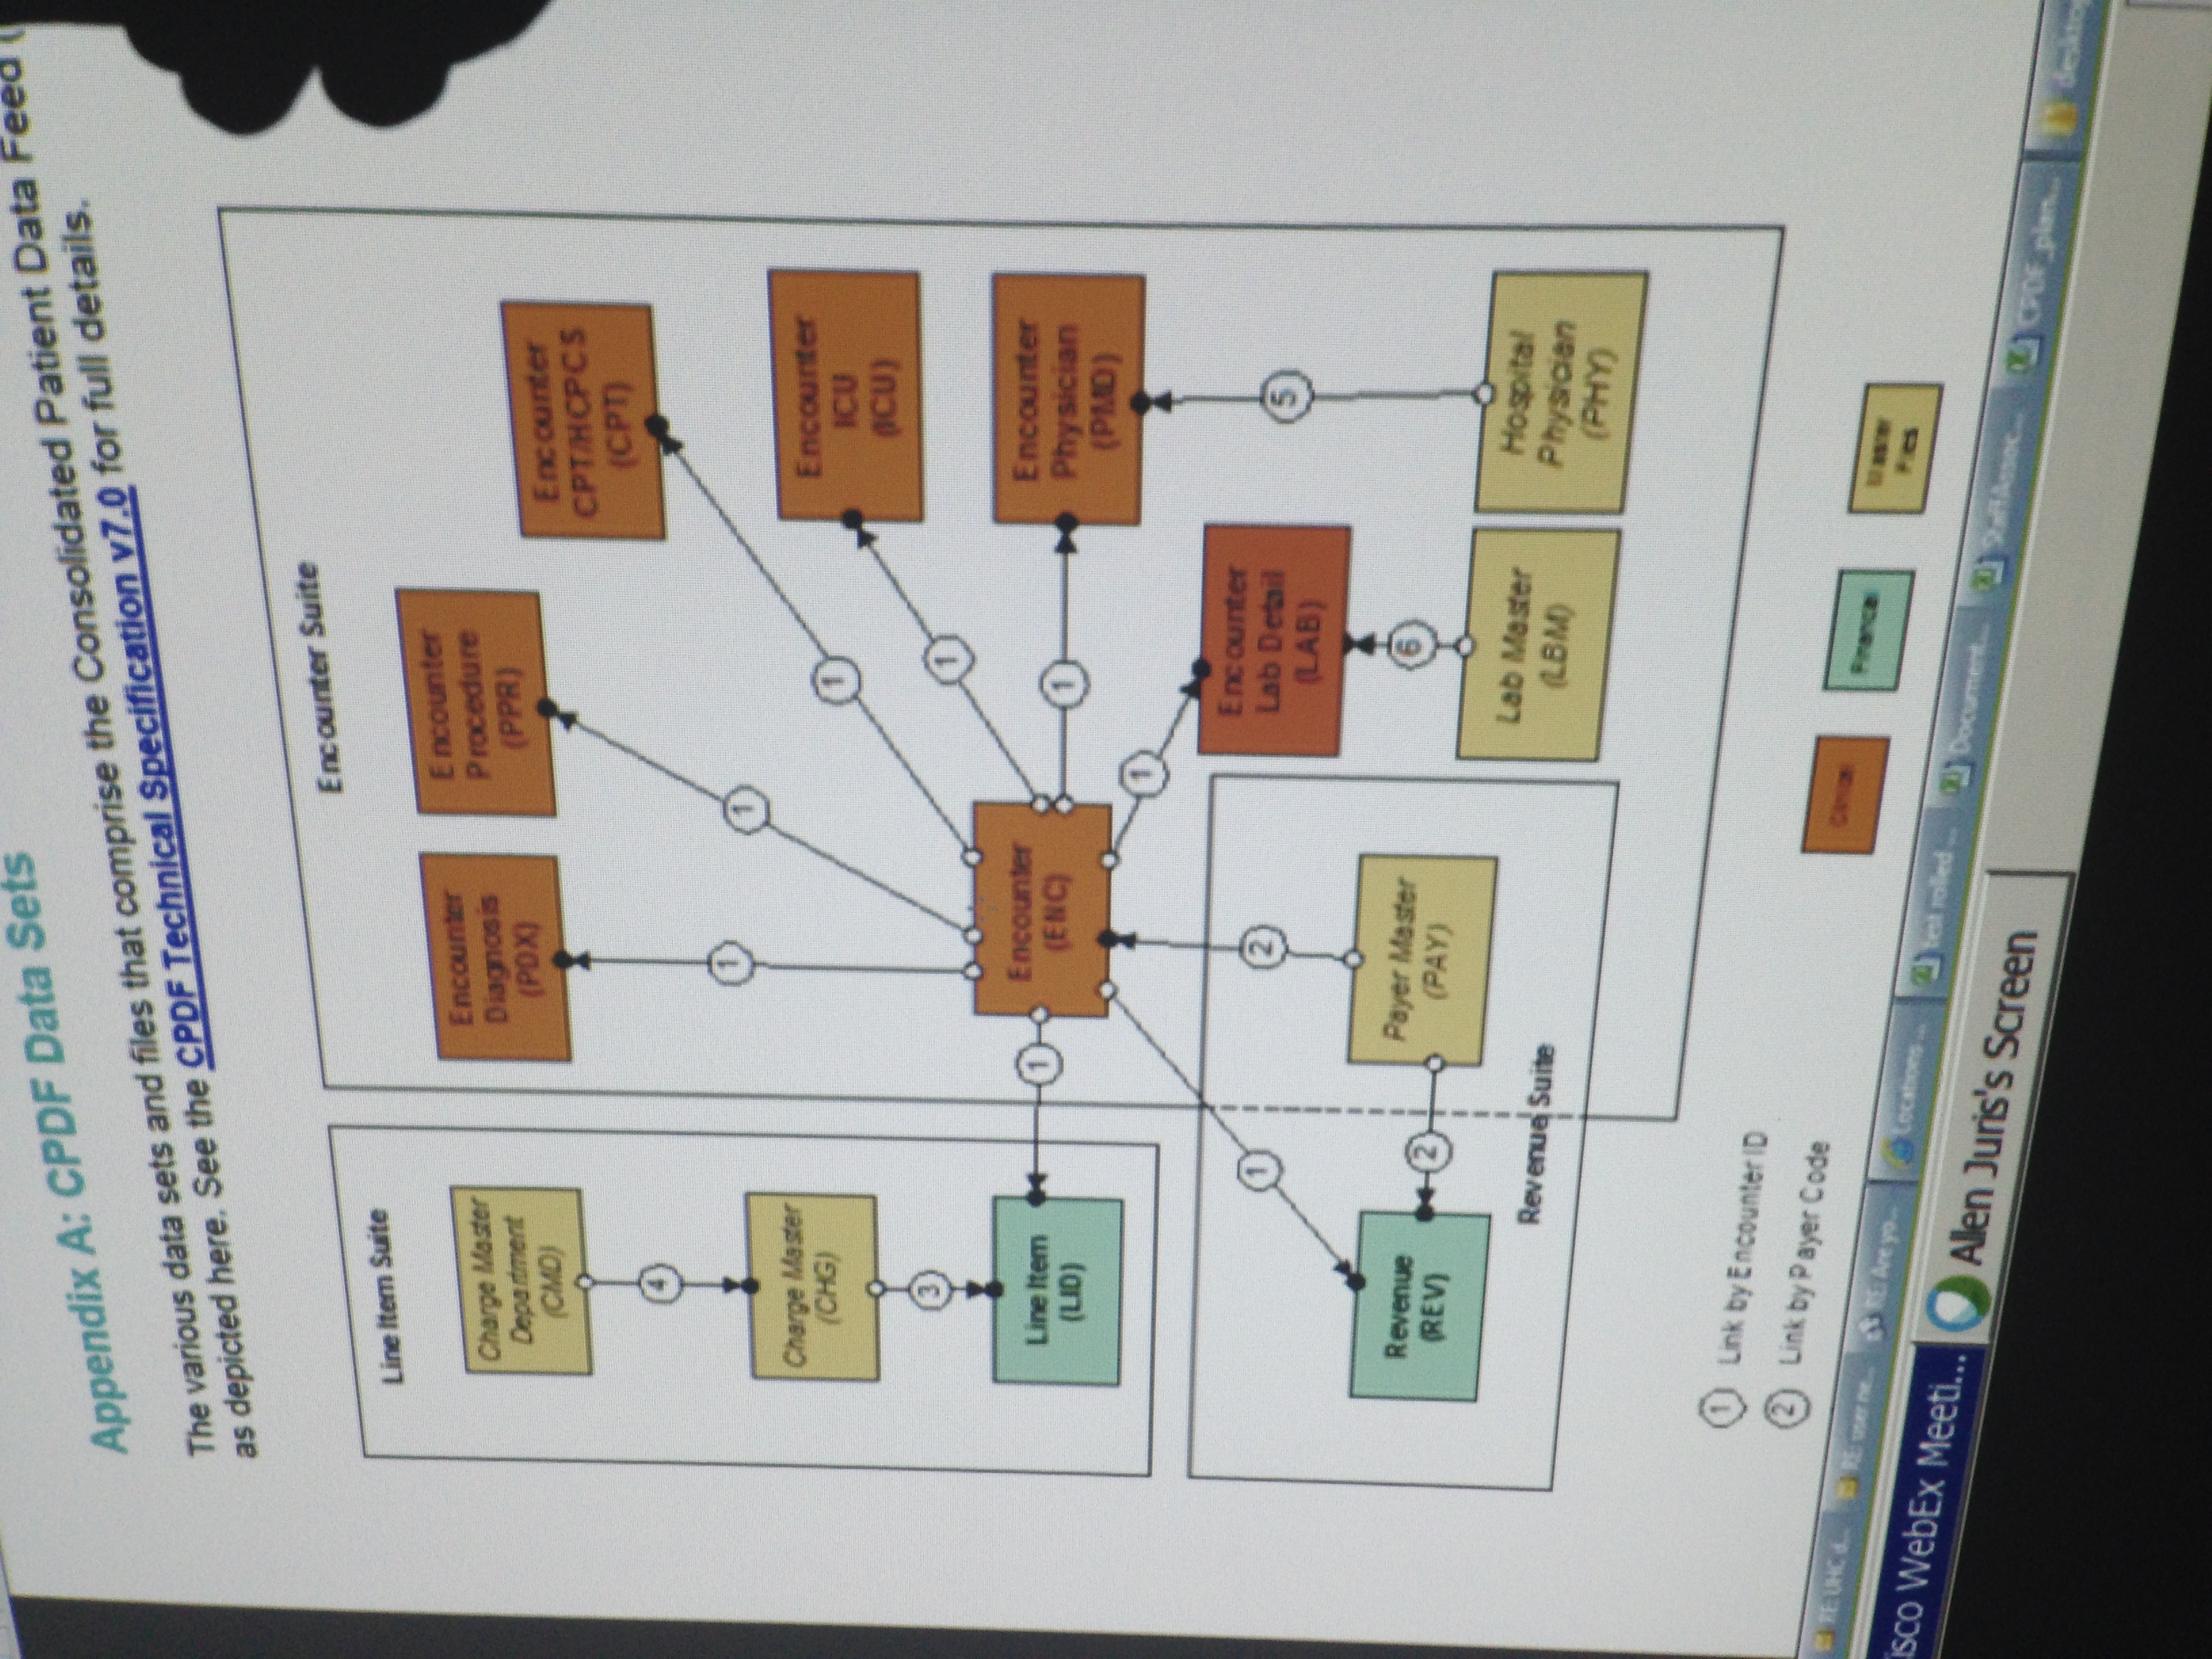 Appendix A: CPDF Data Sets
The various data sets and files that comprise the Consolidated Patient Data Feed (
as depicted here. See the CPDF Technical Specification v7.0 for full details.
Line Item Suite
Encounter Suite
Charge Master
Department
(CMD)
Encounter
Diagnosis
(PDX)
Encounter
Procedure
(PPR)
Encounter
CPT/HCPCS
(CPT)
4
1
1
1
Charge Master
(CHG)
Encounter
ICU
(ICU)
3
1
Line Item
(LID)
1
Encounter
(ENC)
1
Encounter
Physician
(PMD)
1
1
2
Encounter
Lab Detail
(LAB)
5
Revenue
(REV)
2
Payer Master
(PAY)
6
Lab Master
(LBM)
Hospital
Physician
(PHY)
Revenue Suite
1 Link by Encounter ID
2 Link by Payer Code
Clinical
Financial
Master
Files
RE: UHC d...
RE: user ne...
RE: Are yo...
Locations ...
test rolled ...
Document...
StaffAssoc...
CPDF_plan...
desktop
isco WebEx Meeti...
Allen Juris's Screen